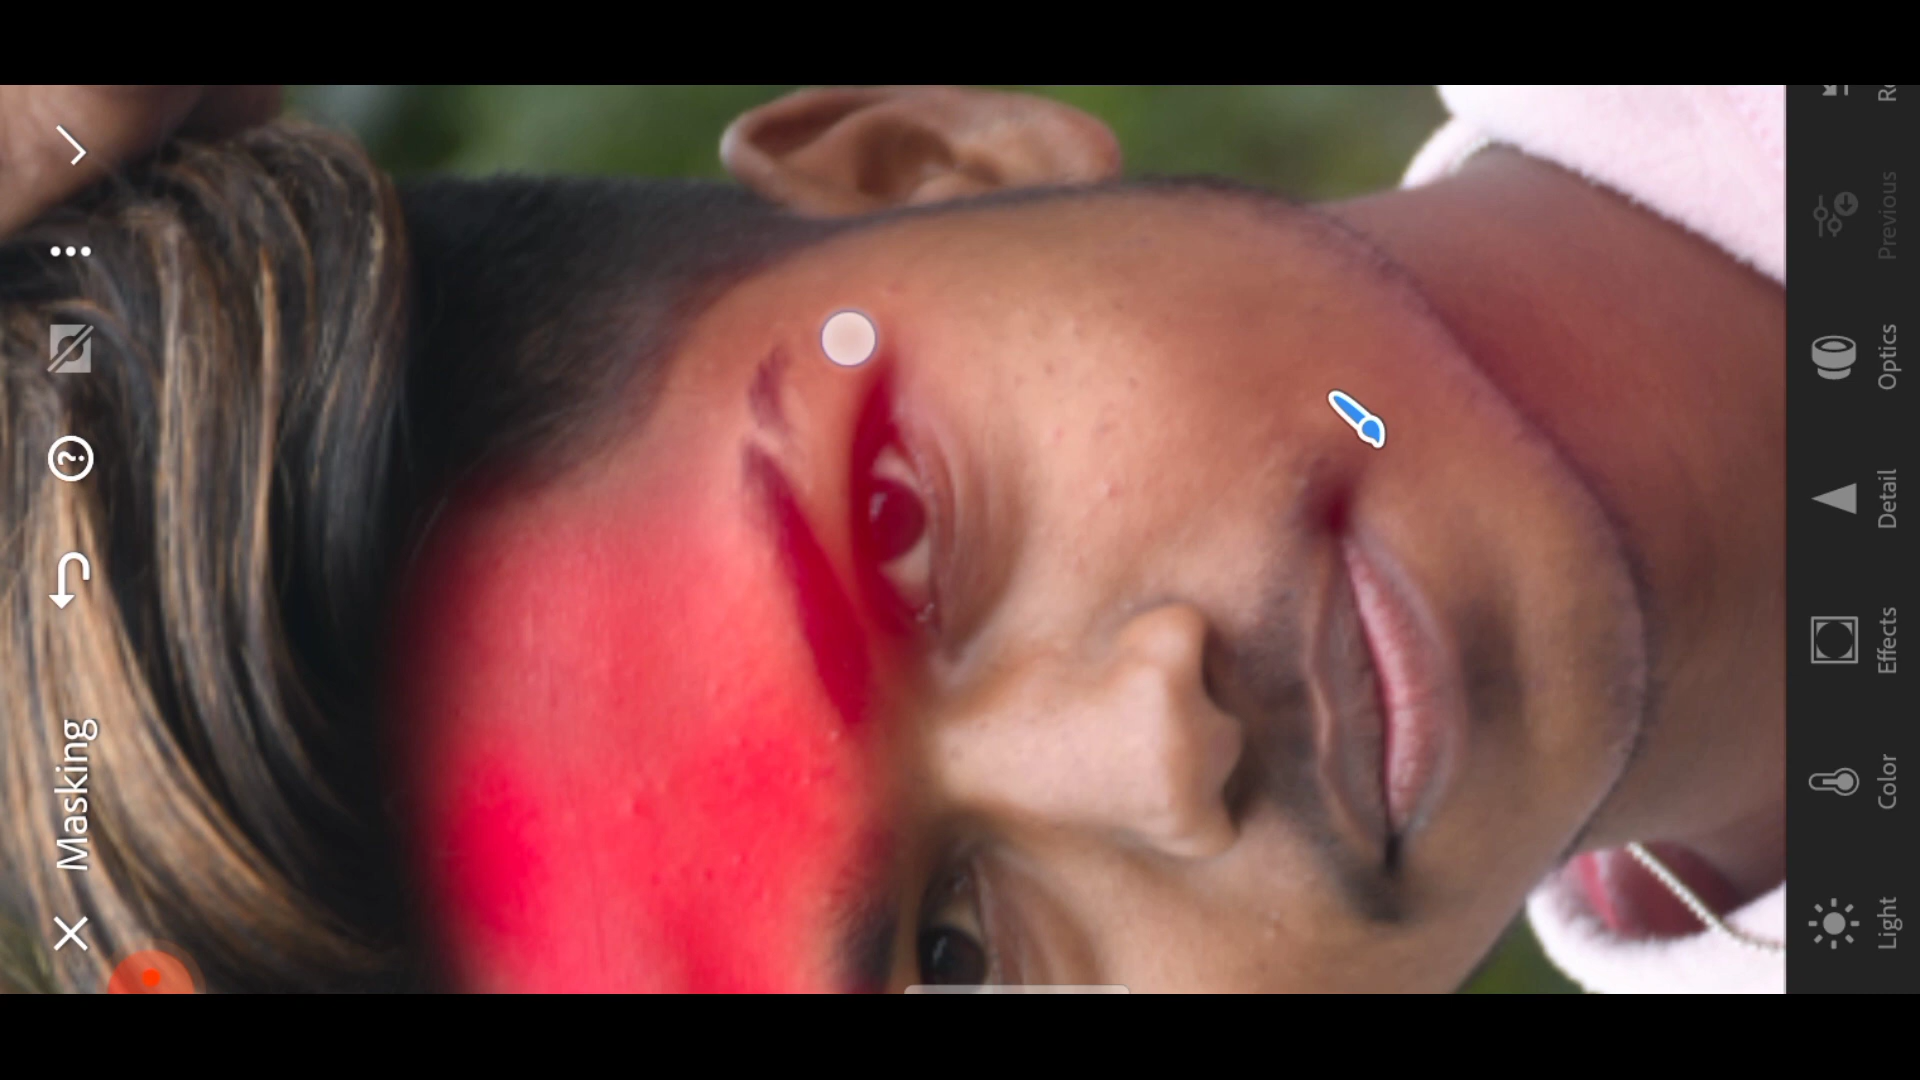 Masking
Light
Color
Effects
Detail
Optics
Previous